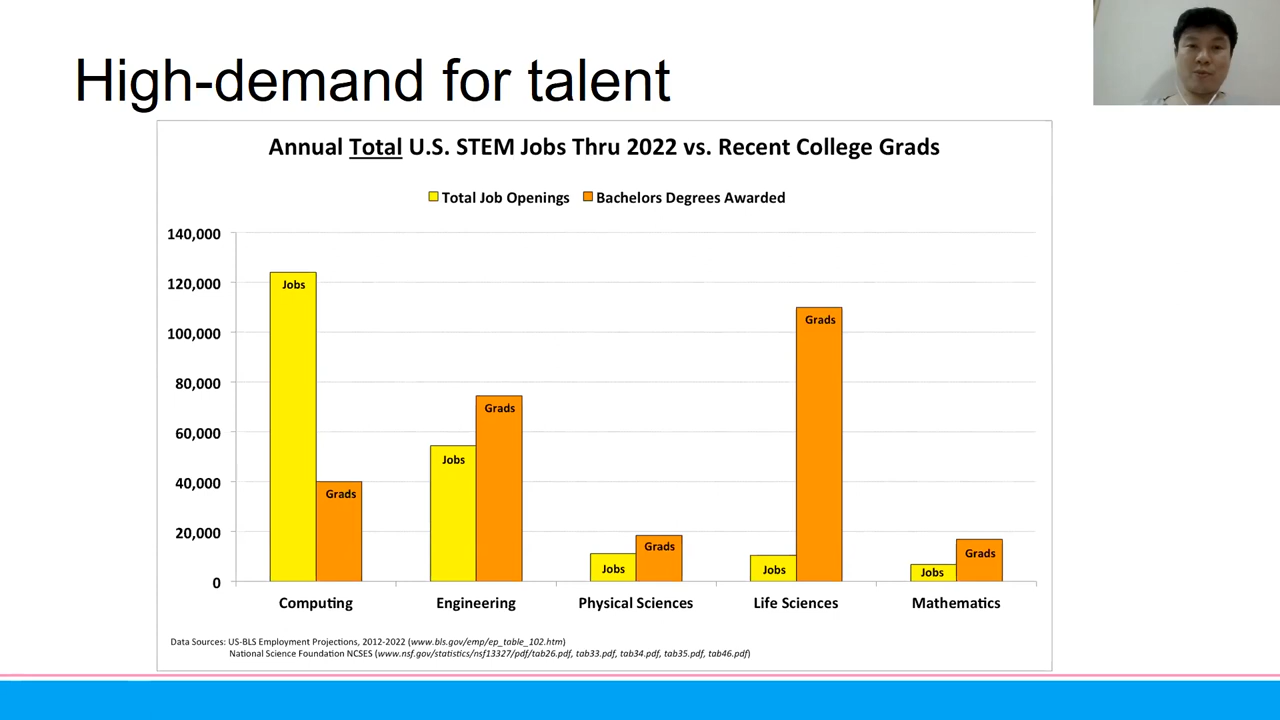 High-demand for talent
Annual Total U.S. STEM Jobs Thru 2022 vs. Recent College Grads
Total Job Openings Bachelors Degrees Awarded
140,000
120,000
100,000
80,000
60,000
40,000
20,000
0
Jobs
Grads
Jobs
Grads
Jobs
Grads
Jobs
Grads
Jobs
Grads
Computing Engineering Physical Sciences Life Sciences Mathematics
Data Sources: US-BLS Employment Projections, 2012-2022 (www.bls.gov/emp/ep_table_102.htm)
National Science Foundation NCSES (www.nsf.gov/statistics/nsf13327/pdf/tab26.pdf, tab33.pdf, tab34.pdf, tab35.pdf, tab46.pdf)